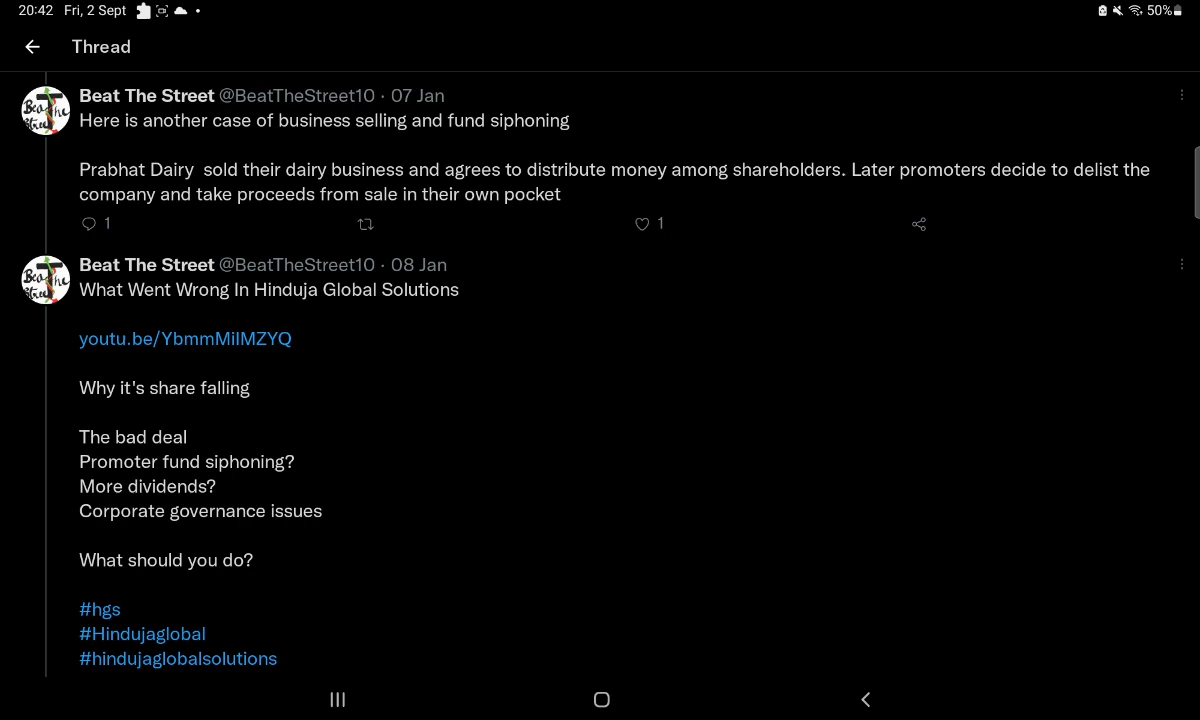 20:42 Fri, 2 Sept 50%
Thread
Beat The Street @BeatTheStreet10 · 07 Jan
Here is another case of business selling and fund siphoning
Prabhat Dairy sold their dairy business and agrees to distribute money among shareholders. Later promoters decide to delist the
company and take proceeds from sale in their own pocket
1 1
Beat The Street @BeatTheStreet10 · 08 Jan
What Went Wrong In Hinduja Global Solutions
youtu.be/YbmmMiIMZYQ
Why it's share falling
The bad deal
Promoter fund siphoning?
More dividends?
Corporate governance issues
What should you do?
#hgs
#Hindujaglobal
#hindujaglobalsolutions